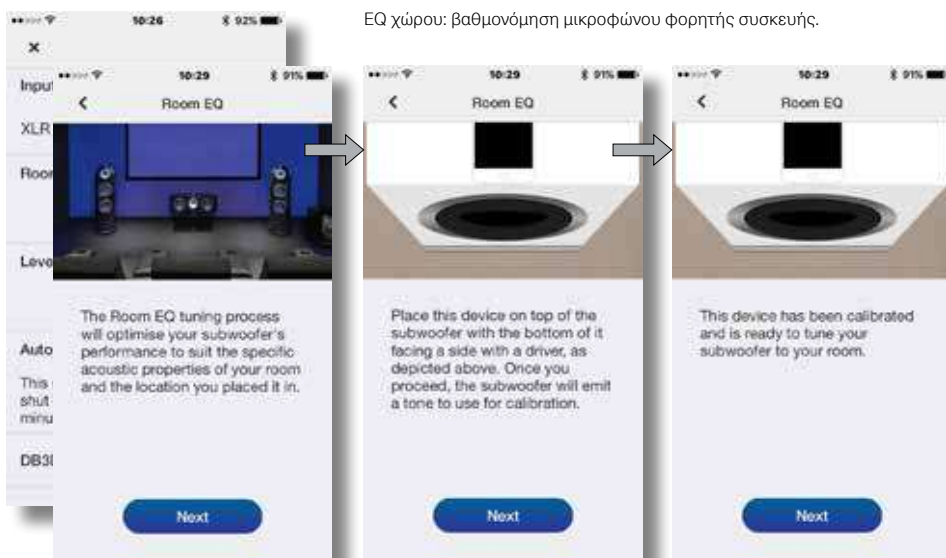 EQ χώρου: βαθμονόμηση μικροφώνου φορητής συσκευής.
10:26
92%
×
XLR
Auto
This
shut
minu
10:29
91%
Room EQ
The Room EQ tuning process
will optimise your subwoofer's
performance to suit the specific
acoustic properties of your room
and the location you placed it in.
Next
10:29
91%
Room EQ
Place this device on top of the
subwoofer with the bottom of it
facing a side with a driver, as
depicted above. Once you
proceed, the subwoofer will emit
a tone to use for calibration.
Next
10:29
91%
Room EQ
This device has been calibrated
and is ready to tune your
subwoofer to your room.
Next